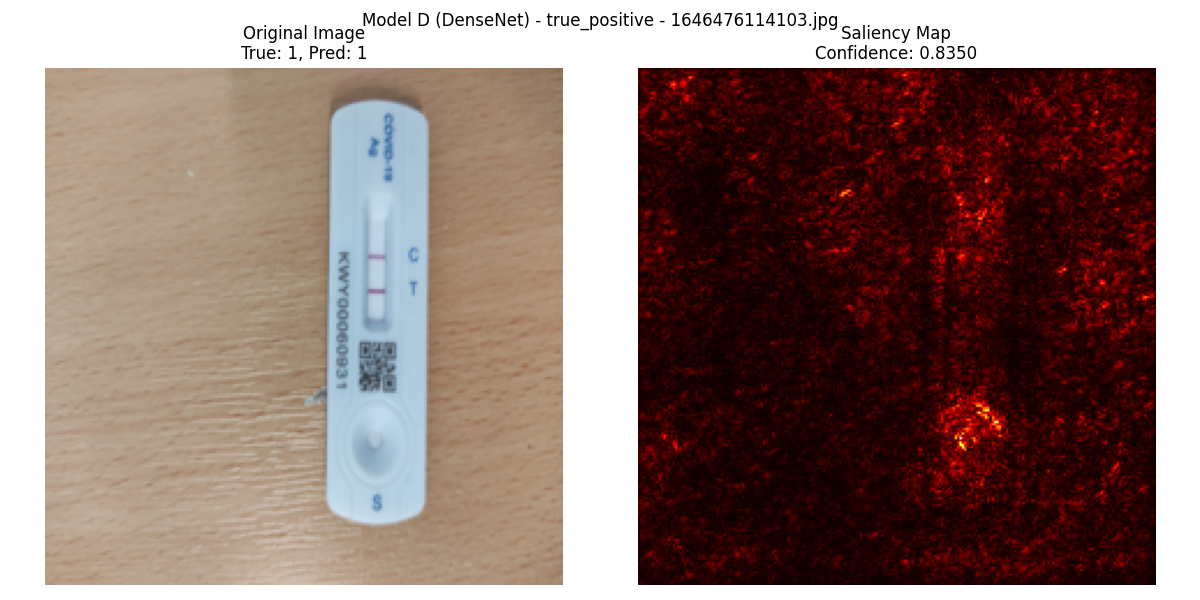 Model D (DenseNet) - true_positive - 1646476114103.jpg
Original Image
True: 1, Pred: 1
Saliency Map
Confidence: 0.8350
COVID-19
Ag
C
T
KWY00060931
S